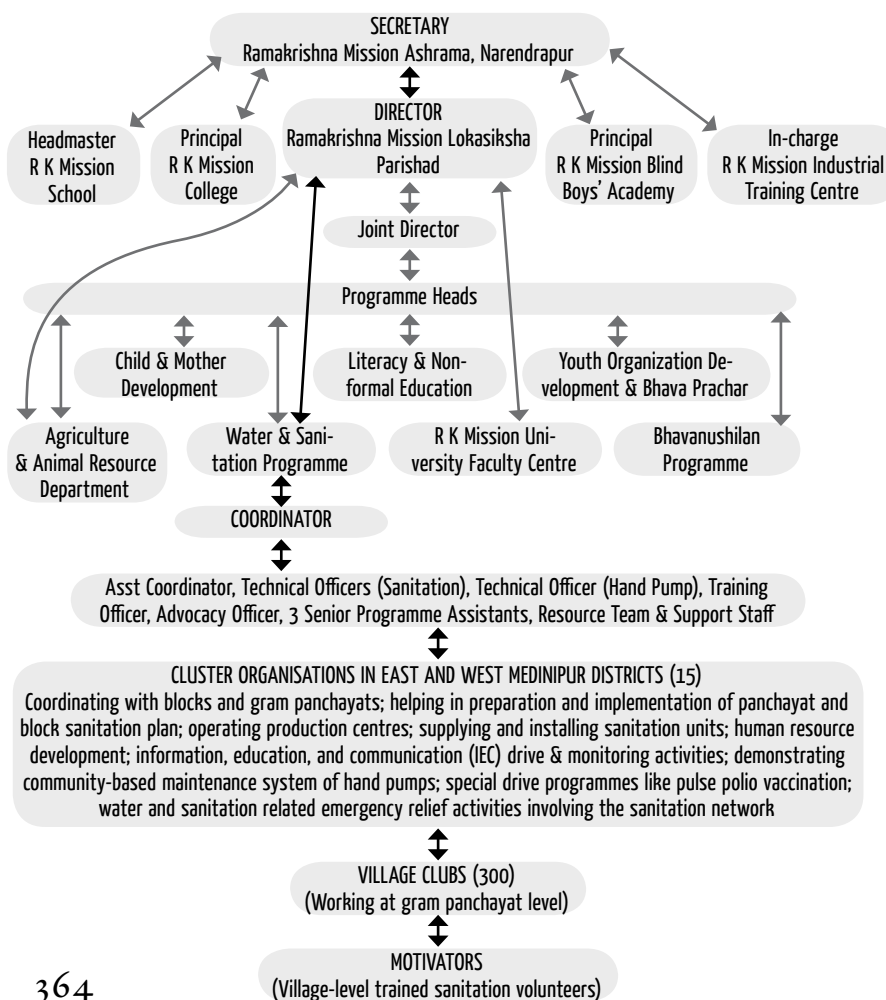 SECRETARY
Ramakrishna Mission Ashrama, Narendrapur
Headmaster
R K Mission
School
Principal
R K Mission
College
DIRECTOR
Ramakrishna Mission Lokasiksha
Parishad
Principal
R K Mission Blind
Boys' Academy
In-charge
R K Mission Industrial
Training Centre
Joint Director
Programme Heads
Child & Mother
Development
Literacy & Non-
formal Education
Youth Organization De-
velopment & Bhava Prachar
Agriculture
& Animal Resource
Department
Water & Sani-
tation Programme
R K Mission Uni-
versity Faculty Centre
Bhavanushilan
Programme
COORDINATOR
Asst Coordinator, Technical Officers (Sanitation), Technical Officer (Hand Pump), Training
Officer, Advocacy Officer, 3 Senior Programme Assistants, Resource Team & Support Staff
CLUSTER ORGANISATIONS IN EAST AND WEST MEDINIPUR DISTRICTS (15)
Coordinating with blocks and gram panchayats; helping in preparation and implementation of panchayat and
block sanitation plan; operating production centres; supplying and installing sanitation units; human resource
development; information, education, and communication (IEC) drive & monitoring activities; demonstrating
community-based maintenance system of hand pumps; special drive programmes like pulse polio vaccination;
water and sanitation related emergency relief activities involving the sanitation network
VILLAGE CLUBS (300)
(Working at gram panchayat level)
MOTIVATORS
(Village-level trained sanitation volunteers)
364